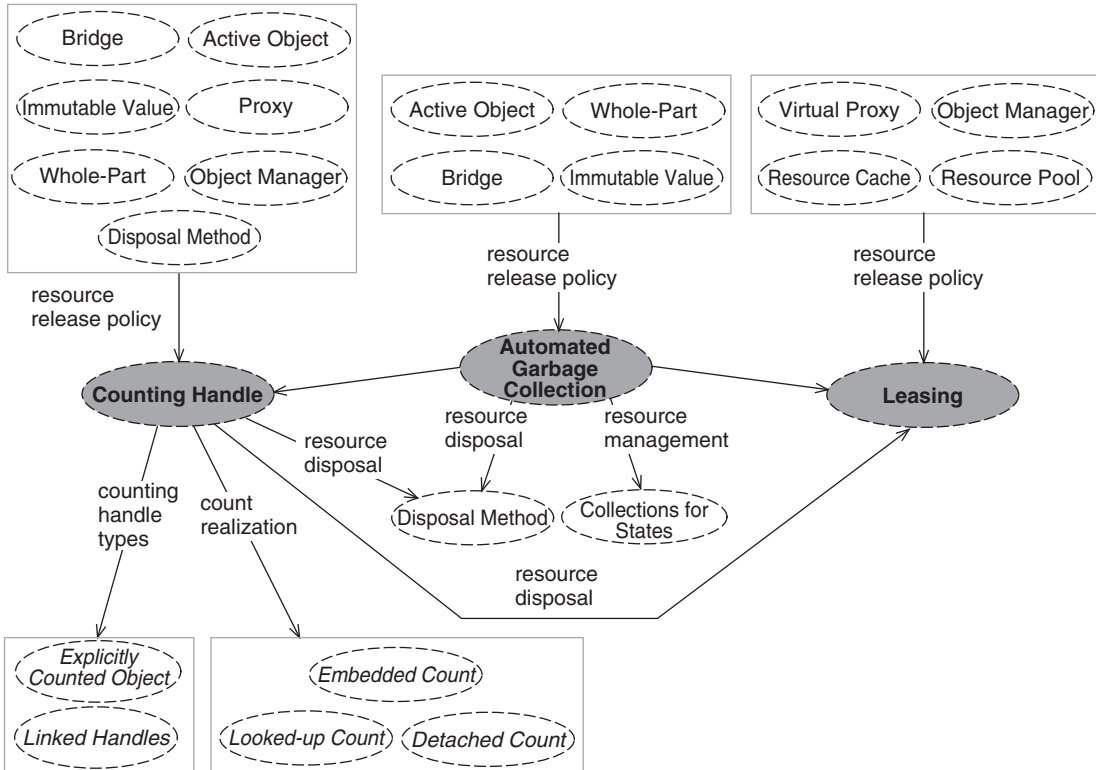 Bridge
Active Object
Immutable Value
Proxy
Whole-Part
Object Manager
Disposal Method
Active Object
Whole-Part
Bridge
Immutable Value
Virtual Proxy
Object Manager
Resource Cache
Resource Pool
resource
release policy
resource
release policy
resource
release policy
Counting Handle
Automated
Garbage
Collection
Leasing
resource
disposal
resource
disposal
resource
management
counting
handle
types
count
realization
Disposal Method
Collections for
States
resource
disposal
Explicitly
Counted Object
Linked Handles
Embedded Count
Looked-up Count
Detached Count